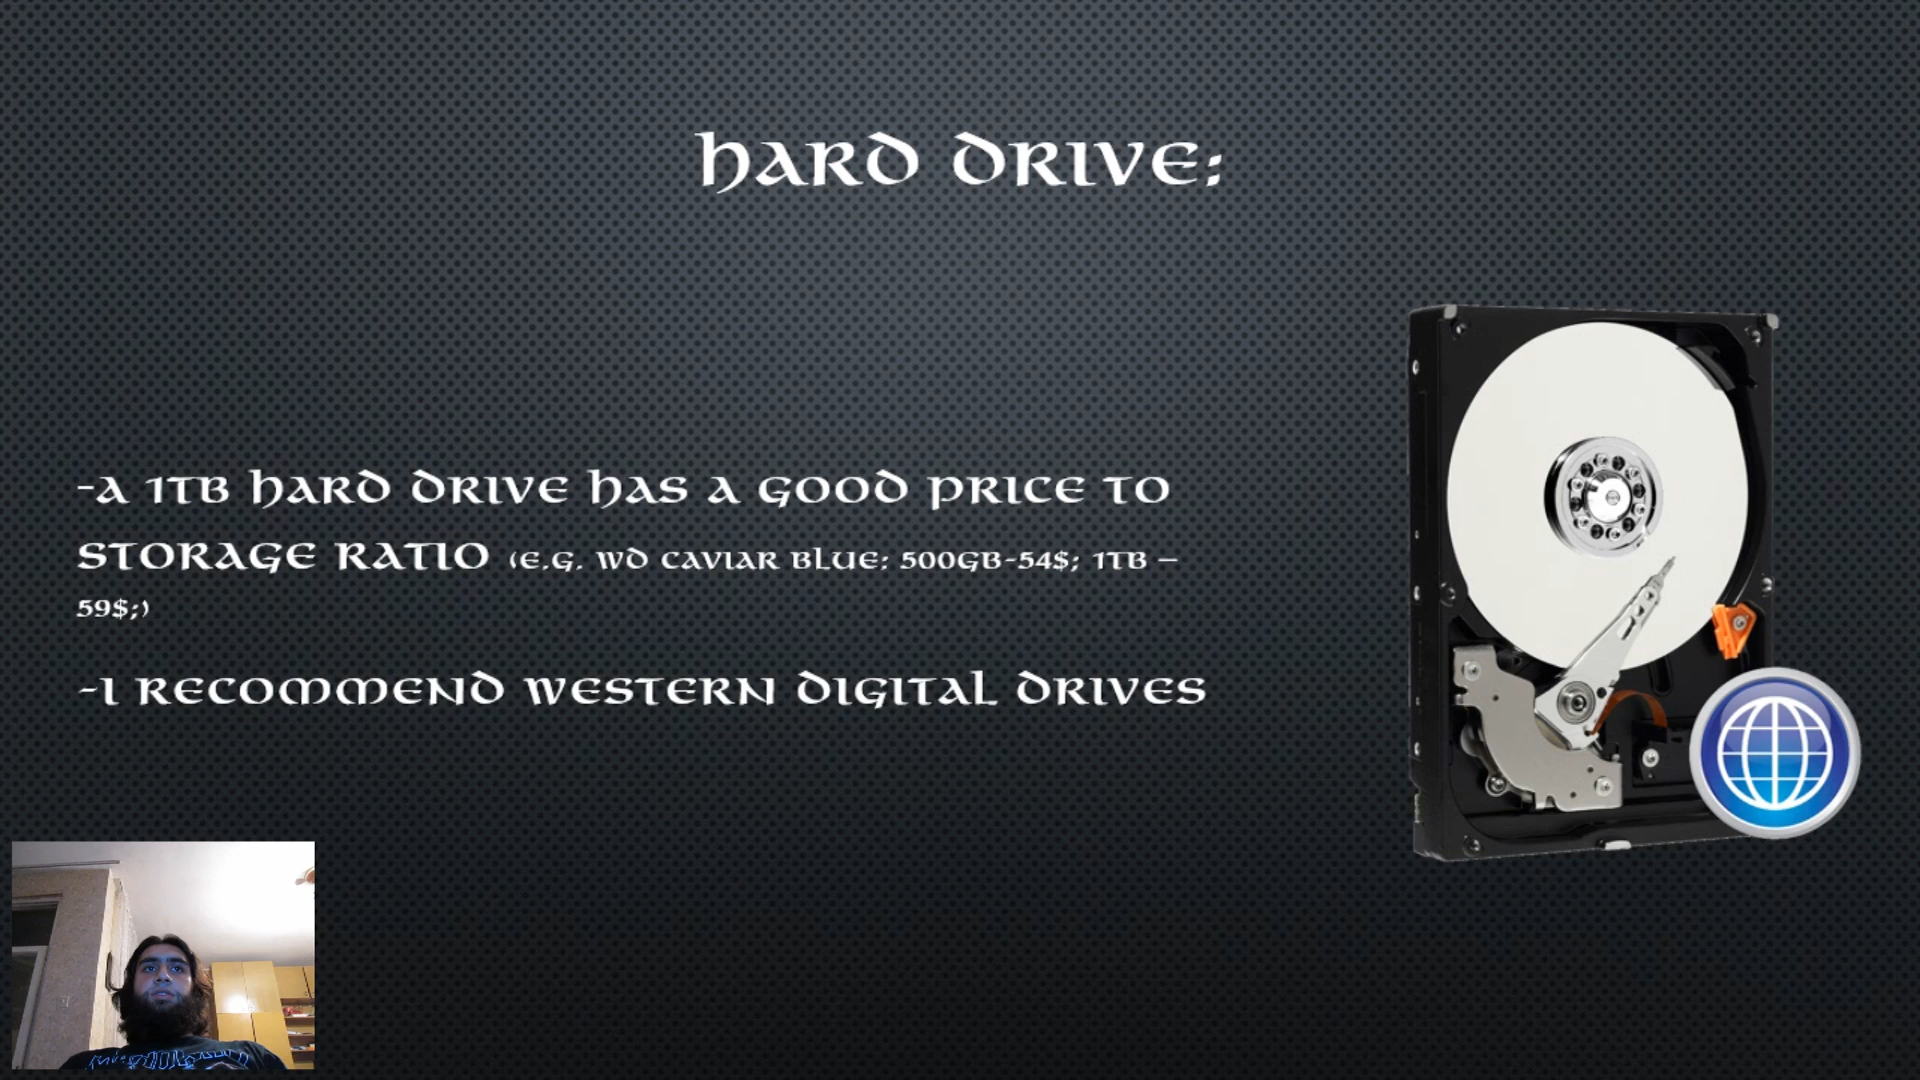 Hard Drive:
-A 1TB hard drive has a good price to
storage ratio (e.g. WD Caviar Blue: 500GB-54$; 1TB –
59$;)
-I recommend Western Digital drives